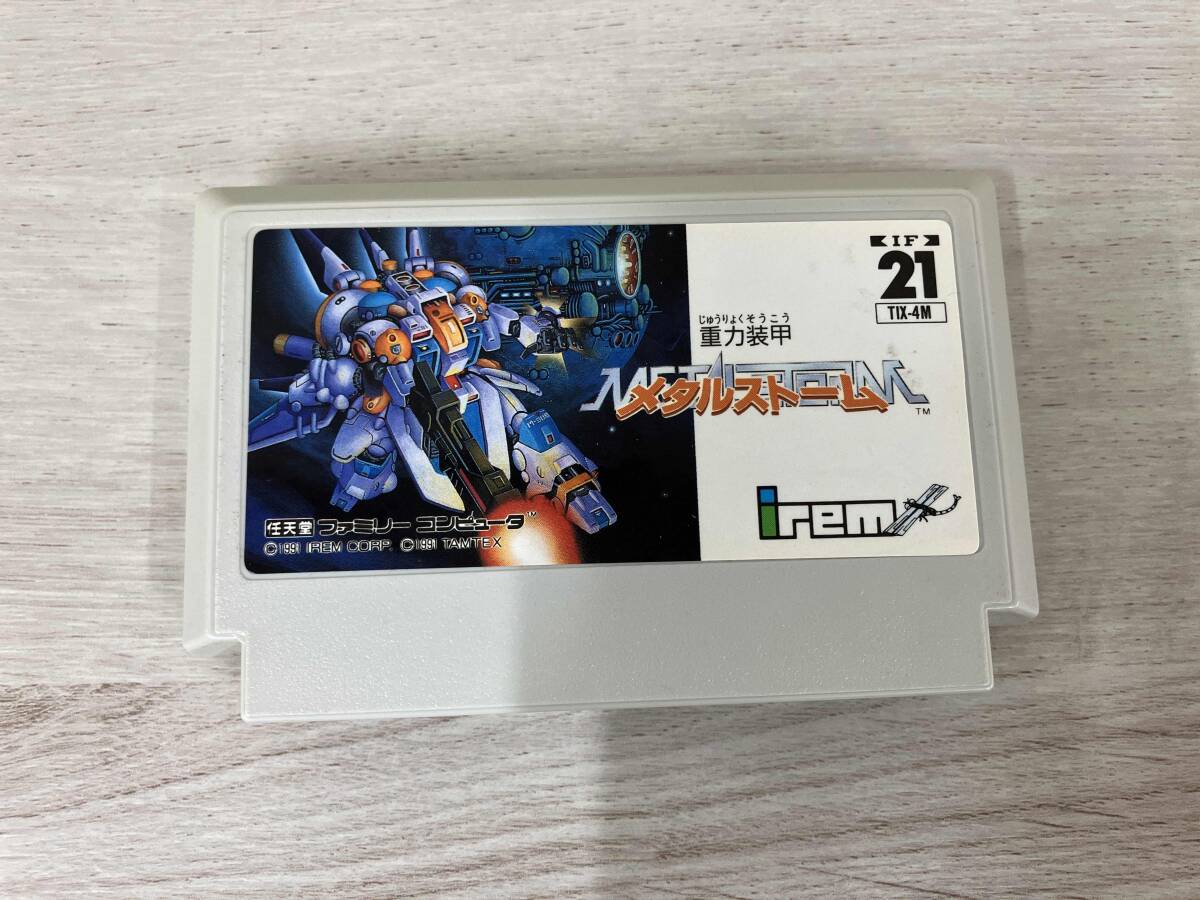 IF
21
TIX-4M
じゅうりょくそうこう
重力装甲
METAL STORM
メタルストーム
TM
irem
M-308
任天堂 ファミリー コンピュータ TM
©1991 IREM CORP. ©1991 TAMTEX